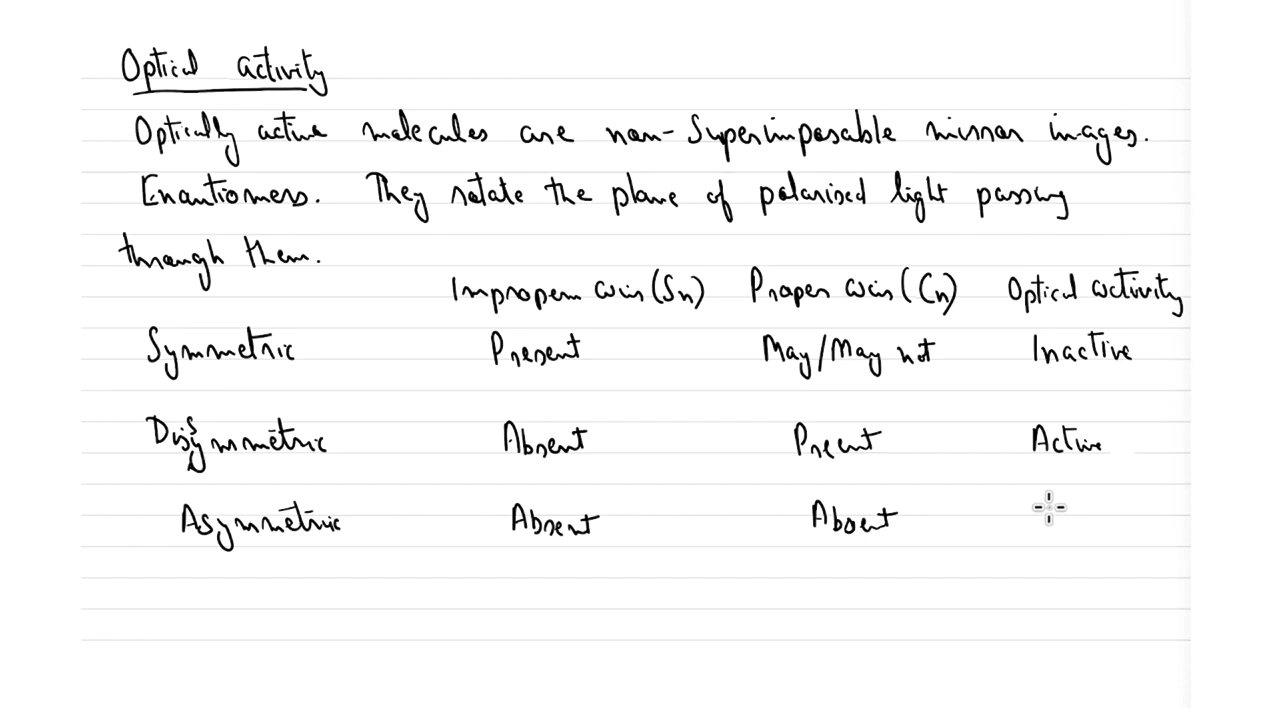 Optical activity
Optically active molecules are non-Superimposable mirror images.
Enantiomers. They rotate the plane of polarised light passing
through them.
Improper axis (Sn) Proper axis (Cn) Optical activity
Symmetric Present May/May not Inactive
Dissymmetric Absent Present Active
Asymmetric Absent Absent